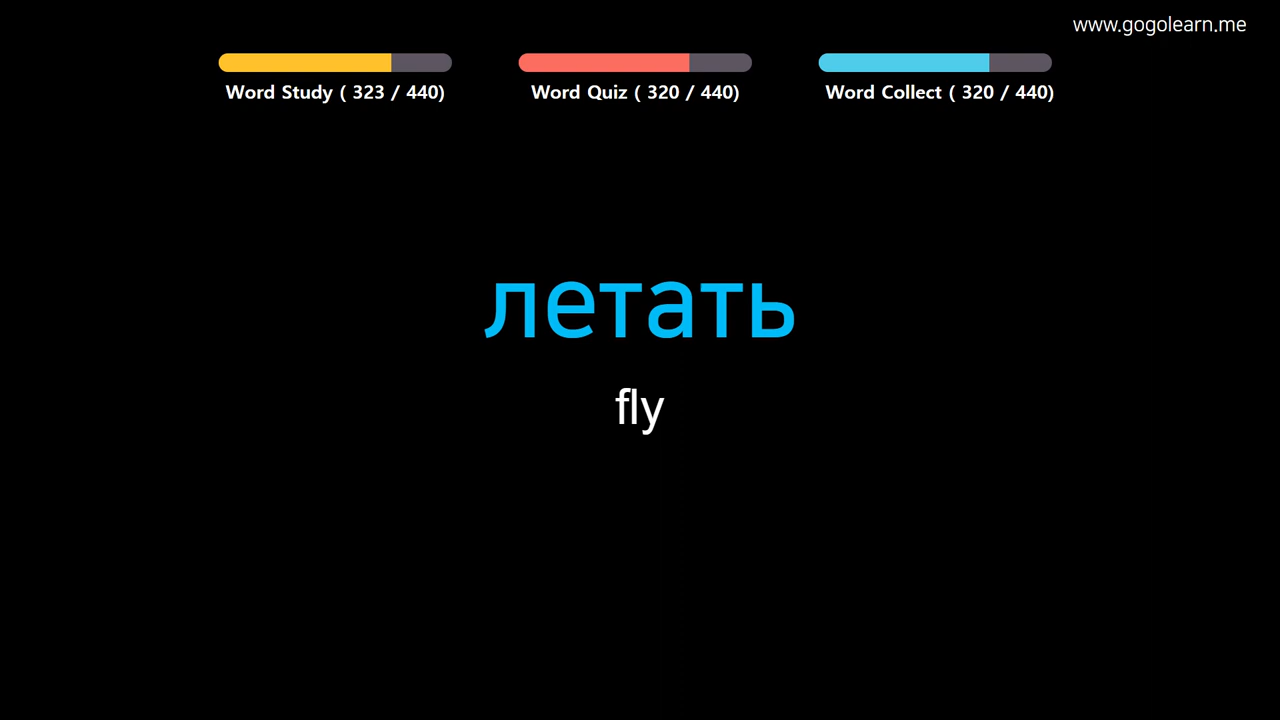 www.gogolearn.me
Word Study ( 323 / 440)
Word Quiz ( 320 / 440)
Word Collect ( 320 / 440)
летать
fly